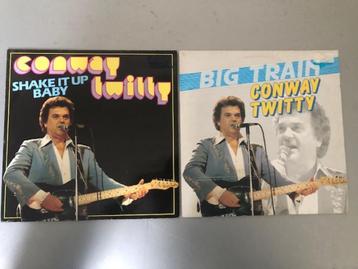 conway
SHAKE IT UP
BABY
twitty
BIG TRAIN
CONWAY
TWITTY